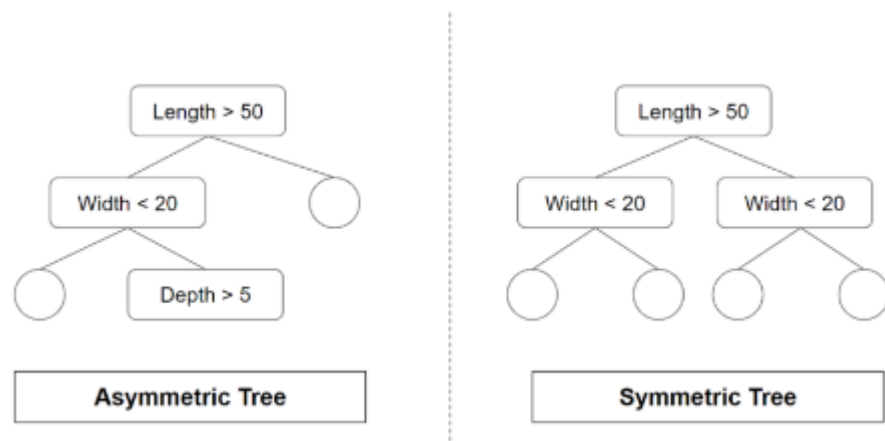 Length > 50
Width < 20
Depth > 5
Asymmetric Tree
Length > 50
Width < 20
Width < 20
Symmetric Tree